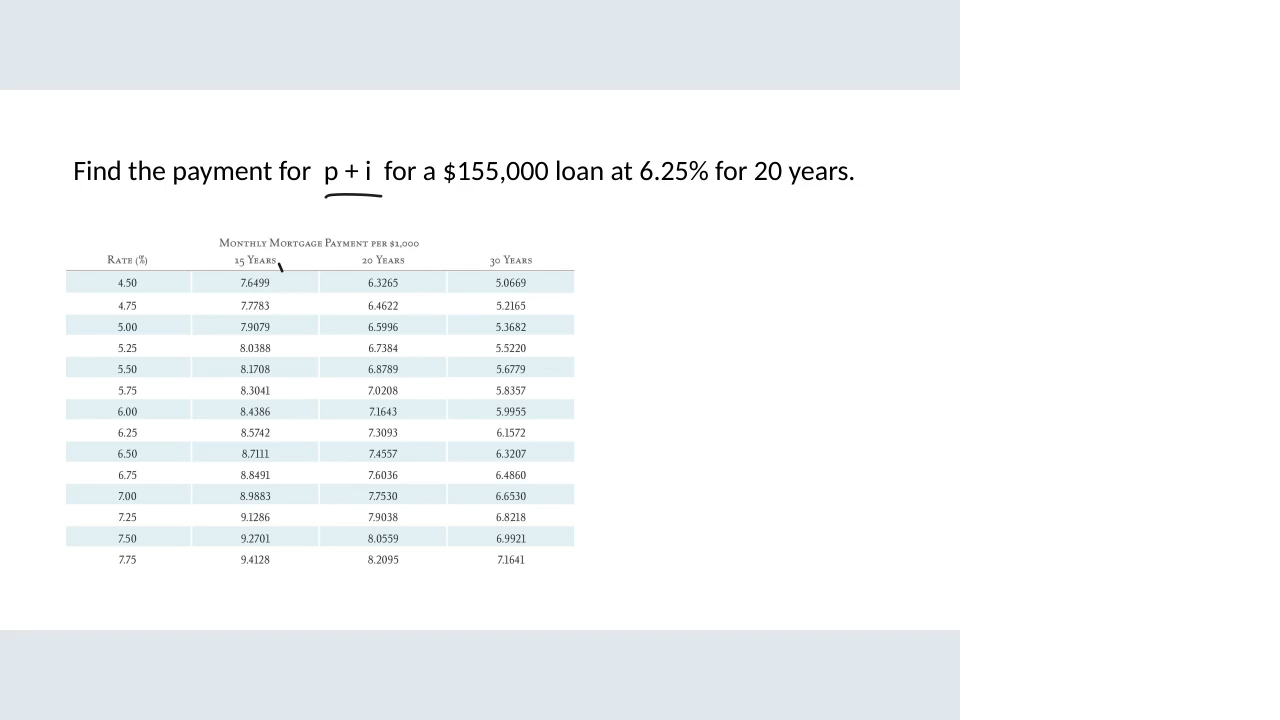 Find the payment for p + i for a $155,000 loan at 6.25% for 20 years.
Monthly Mortgage Payment per $1,000
Rate (%) 15 Years 20 Years 30 Years
4.50 7.6499 6.3265 5.0669
4.75 7.7783 6.4622 5.2165
5.00 7.9079 6.5996 5.3682
5.25 8.0388 6.7384 5.5220
5.50 8.1708 6.8789 5.6779
5.75 8.3041 7.0208 5.8357
6.00 8.4386 7.1643 5.9955
6.25 8.5742 7.3093 6.1572
6.50 8.7111 7.4557 6.3207
6.75 8.8491 7.6036 6.4860
7.00 8.9883 7.7530 6.6530
7.25 9.1286 7.9038 6.8218
7.50 9.2701 8.0559 6.9921
7.75 9.4128 8.2095 7.1641